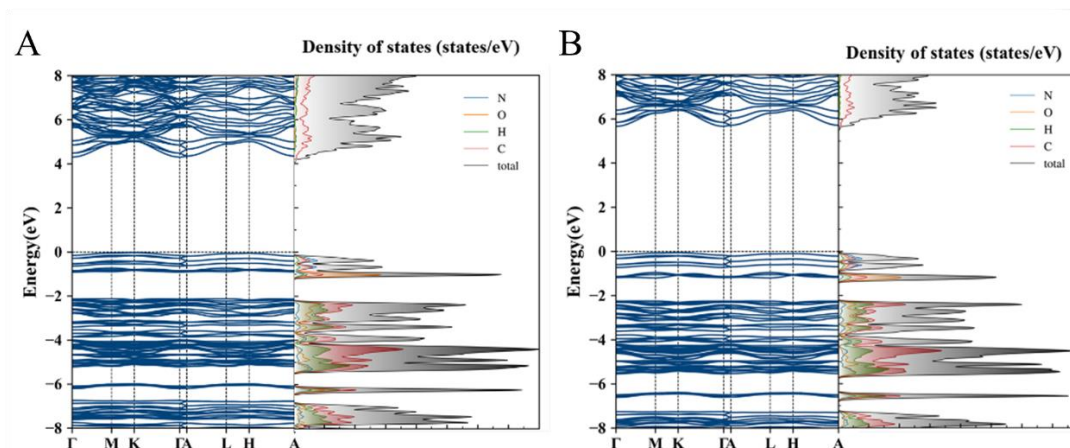 A
Density of states (states/eV)
Energy(eV)
8
6
4
2
0
−2
−4
−6
−8
N
O
H
C
total
Γ M K Γ A L H A
B
Density of states (states/eV)
Energy(eV)
8
6
4
2
0
−2
−4
−6
−8
N
O
H
C
total
Γ M K Γ A L H A